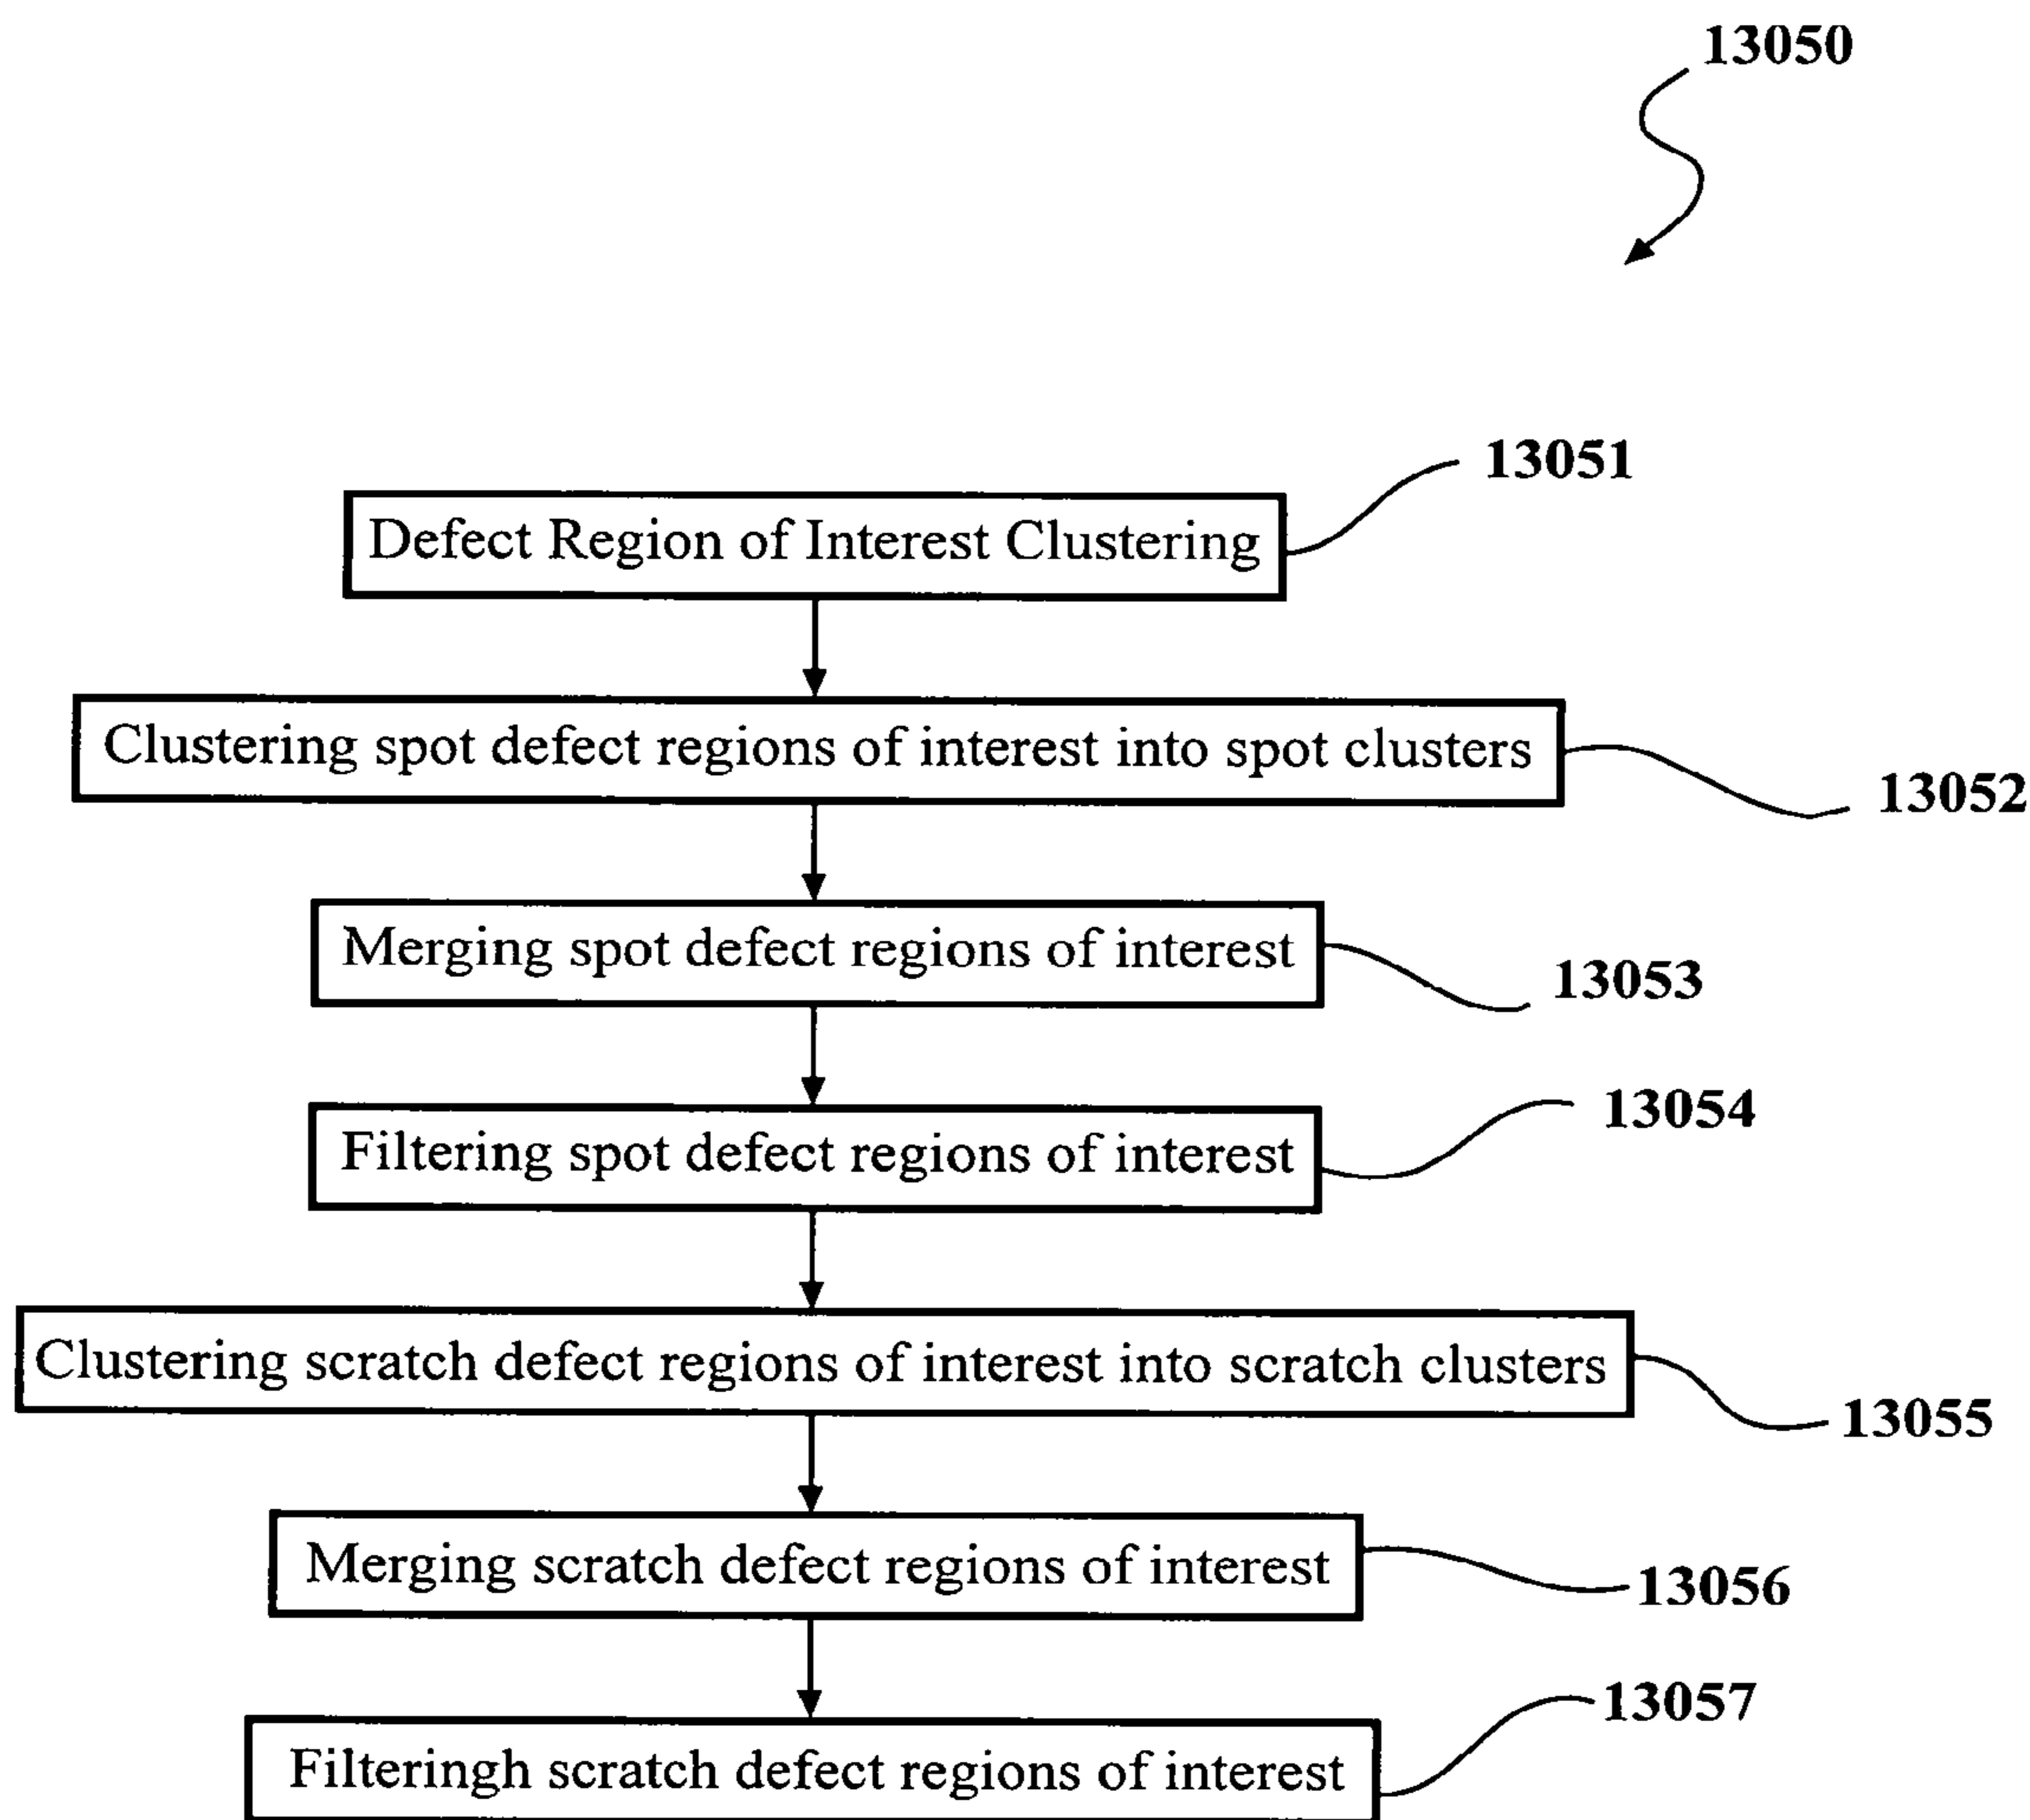 13050
13051
Defect Region of Interest Clustering
Clustering spot defect regions of interest into spot clusters
13052
Merging spot defect regions of interest
13053
13054
Filtering spot defect regions of interest
Clustering scratch defect regions of interest into scratch clusters
13055
Merging scratch defect regions of interest
13056
13057
Filteringh scratch defect regions of interest